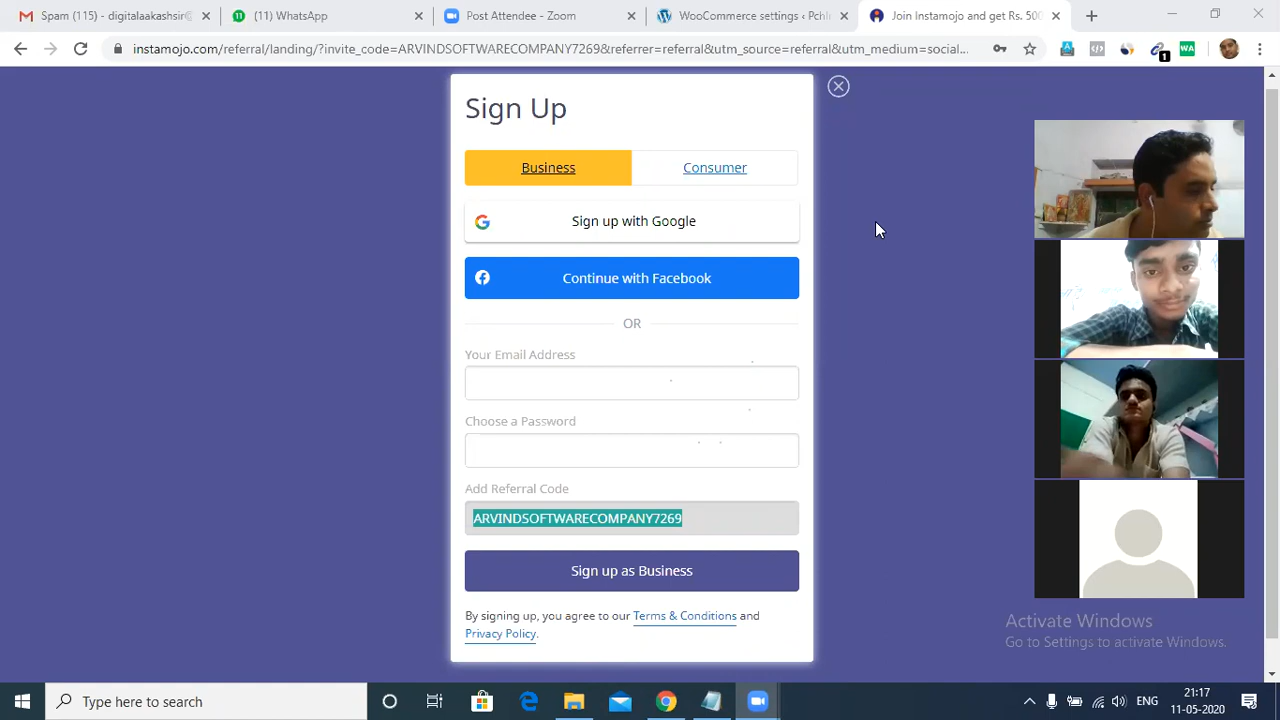 Spam (115) - digitalaakash
(11) WhatsApp
Post Attendee - Zoom
WooCommerce settings ‹ Pchin
Join Instamojo and get Rs. 500
instamojo.com/referral/landing/?invite_code=ARVINDSOFTWARECOMPANY7269&referrer=referral&utm_source=referral&utm_medium=social...
1
WA
Sign Up
Business
Consumer
Sign up with Google
Continue with Facebook
OR
Your Email Address
Choose a Password
Add Referral Code
ARVINDSOFTWARECOMPANY7269
Sign up as Business
By signing up, you agree to our Terms & Conditions and
Privacy Policy.
Activate Windows
Go to Settings to activate Windows.
Type here to search
ENG
21:17
11-05-2020